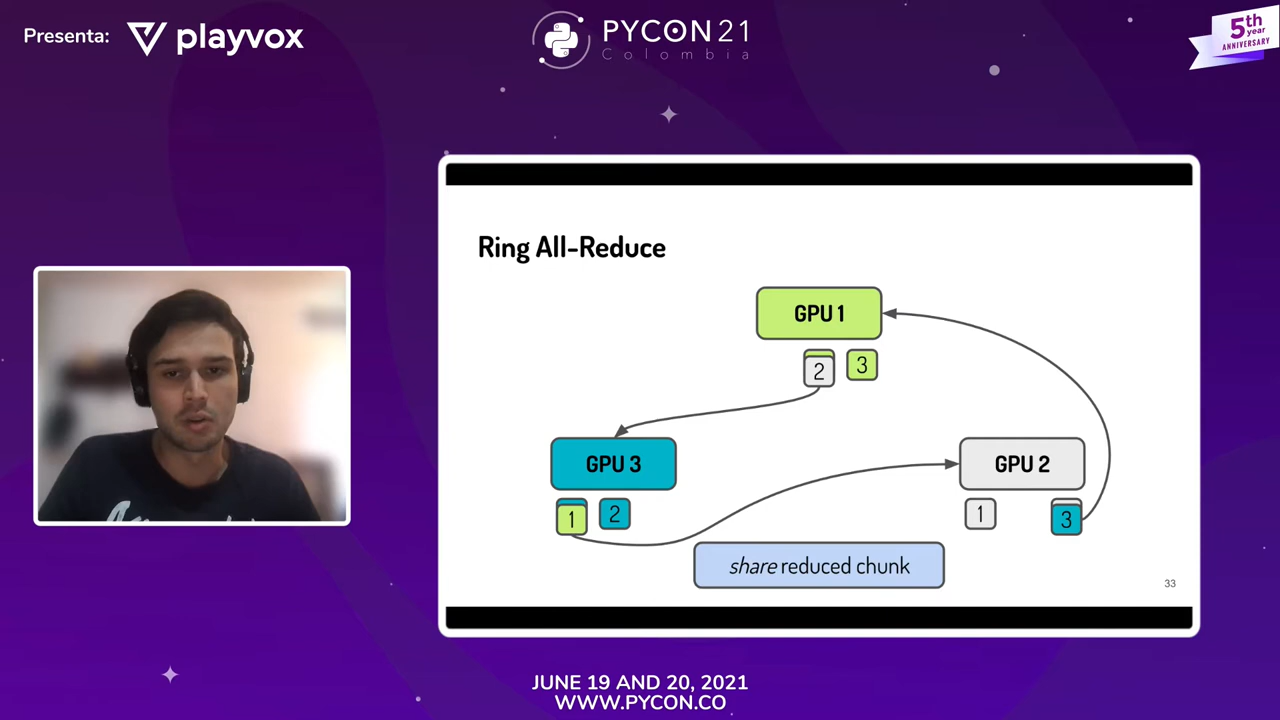 Presenta: playvox
PYCON 21
Colombia
5th
year
ANNIVERSARY
Ring All-Reduce
GPU 1
2 3
GPU 3
GPU 2
1 2
1 3
share reduced chunk
33
JUNE 19 AND 20, 2021
WWW.PYCON.CO